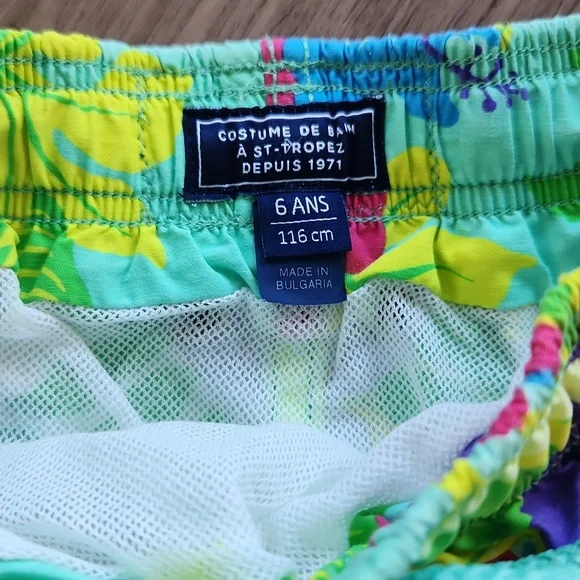 COSTUME DE BAIN
À ST-TROPEZ
DEPUIS 1971
6 ANS
116 cm
MADE IN
BULGARIA